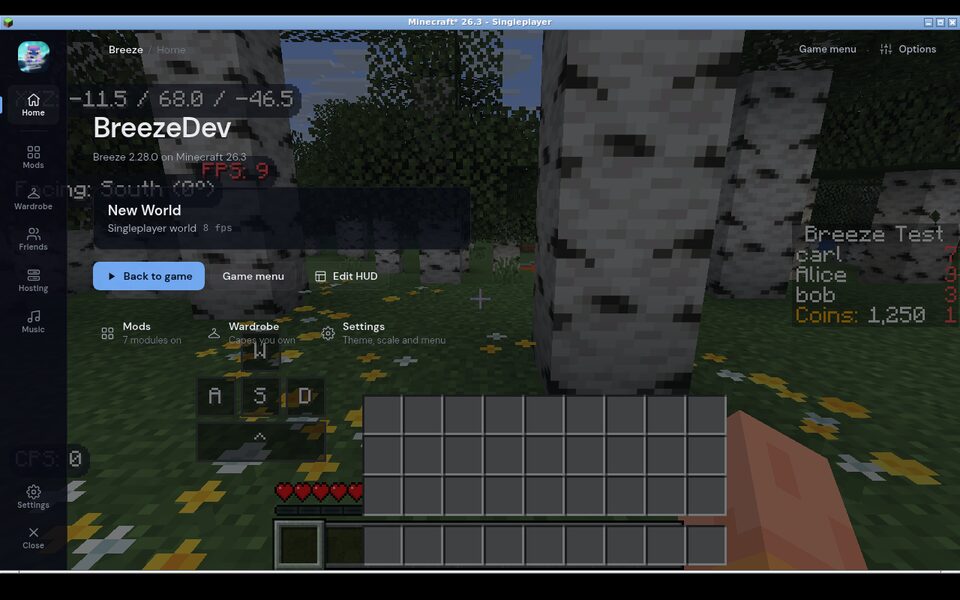 Minecraft* 26.3 - Singleplayer
Breeze / Home
Game menu
Options
XYZ: -11.5 / 68.0 / -46.5
Home
BreezeDev
Breeze 2.28.0 on Minecraft 26.3
FPS: 9
Mods
Facing: South (0°)
Wardrobe
New World
Singleplayer world 8 fps
Friends
Breeze Test
carl 7
Alice 3
bob 3
Coins: 1,250 1
Back to game
Game menu
Edit HUD
Hosting
Music
Mods
7 modules on
Wardrobe
Capes you own
Settings
Theme, scale and menu
W
A
S
D
^
CPS: 0
Settings
Close